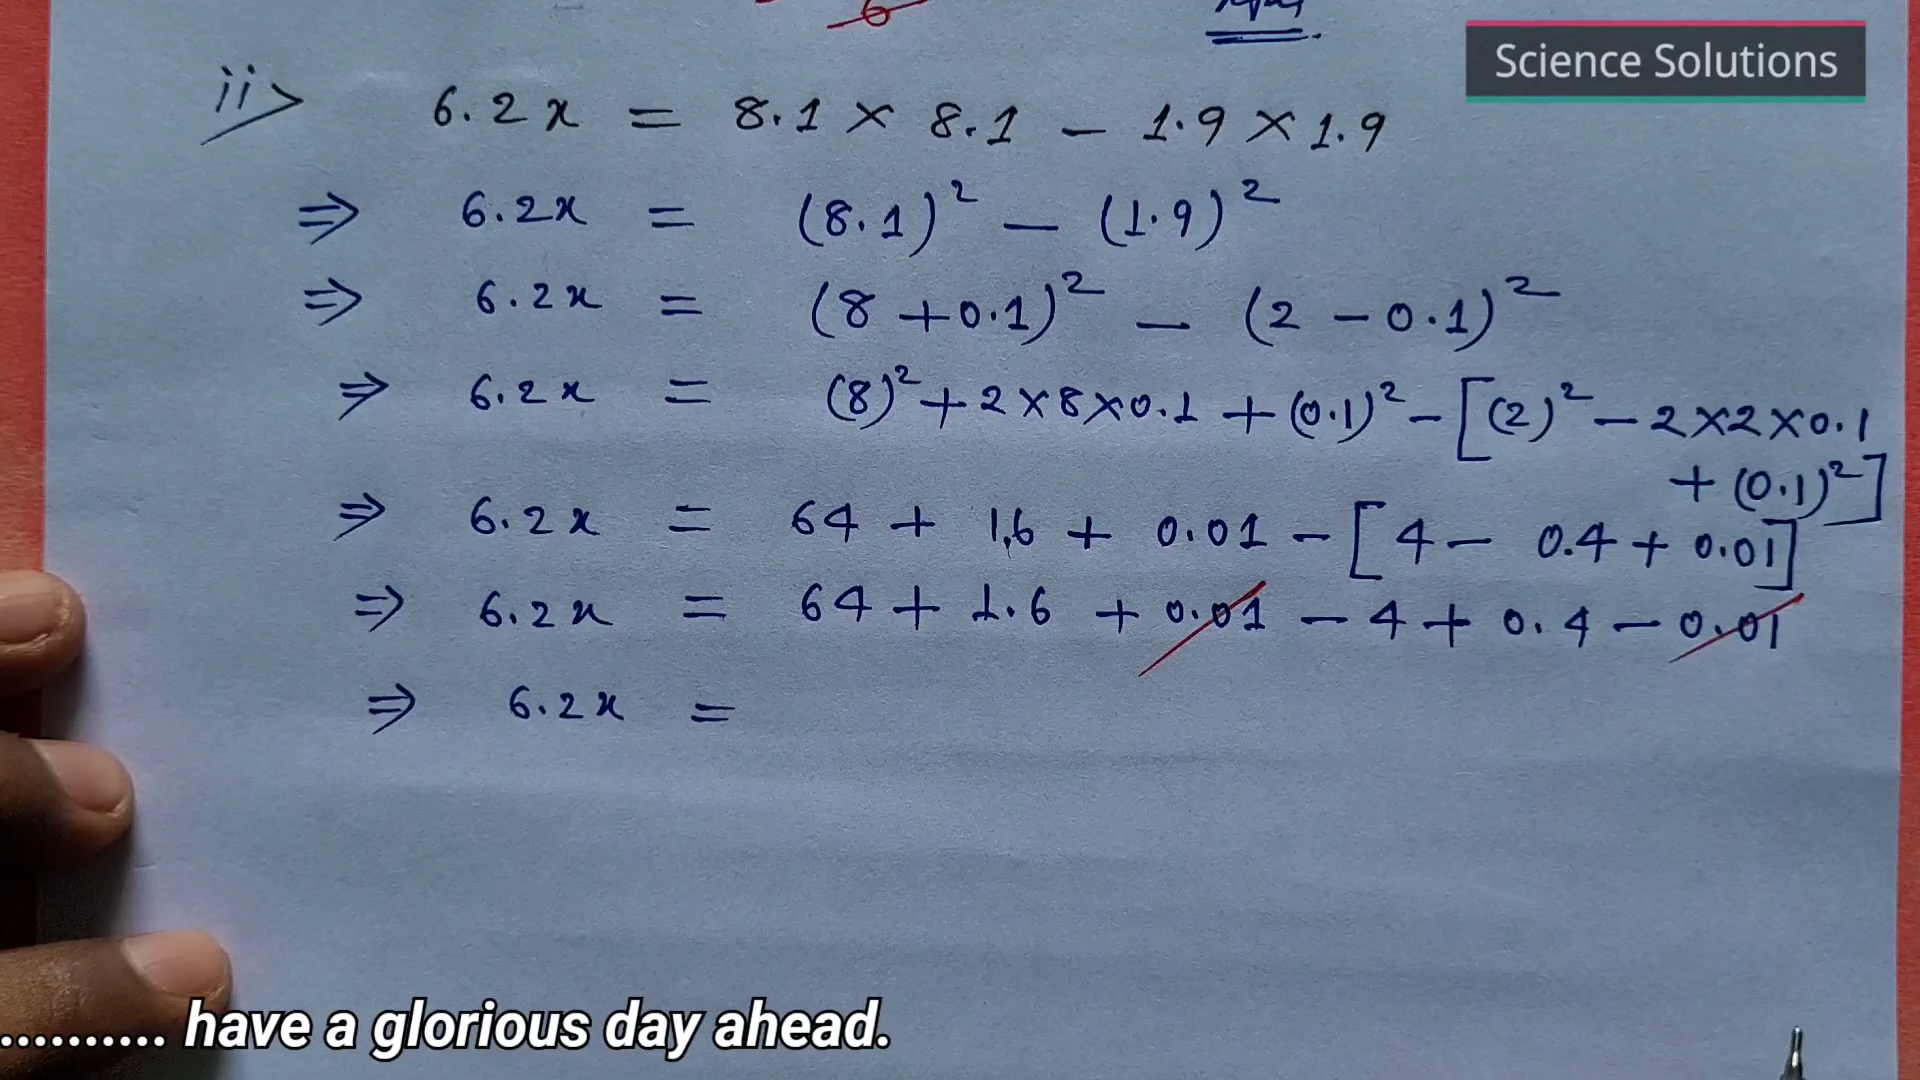 Science Solutions
ii> 6.2x = 8.1 × 8.1 − 1.9 × 1.9
⇒ 6.2x = (8.1)² − (1.9)²
⇒ 6.2x = (8 + 0.1)² − (2 − 0.1)²
⇒ 6.2x = (8)² + 2×8×0.1 + (0.1)² − [(2)² − 2×2×0.1
+ (0.1)²]
⇒ 6.2x = 64 + 1.6 + 0.01 − [4 − 0.4 + 0.01]
⇒ 6.2x = 64 + 1.6 + 0.01 − 4 + 0.4 − 0.01
⇒ 6.2x =
.......... have a glorious day ahead.